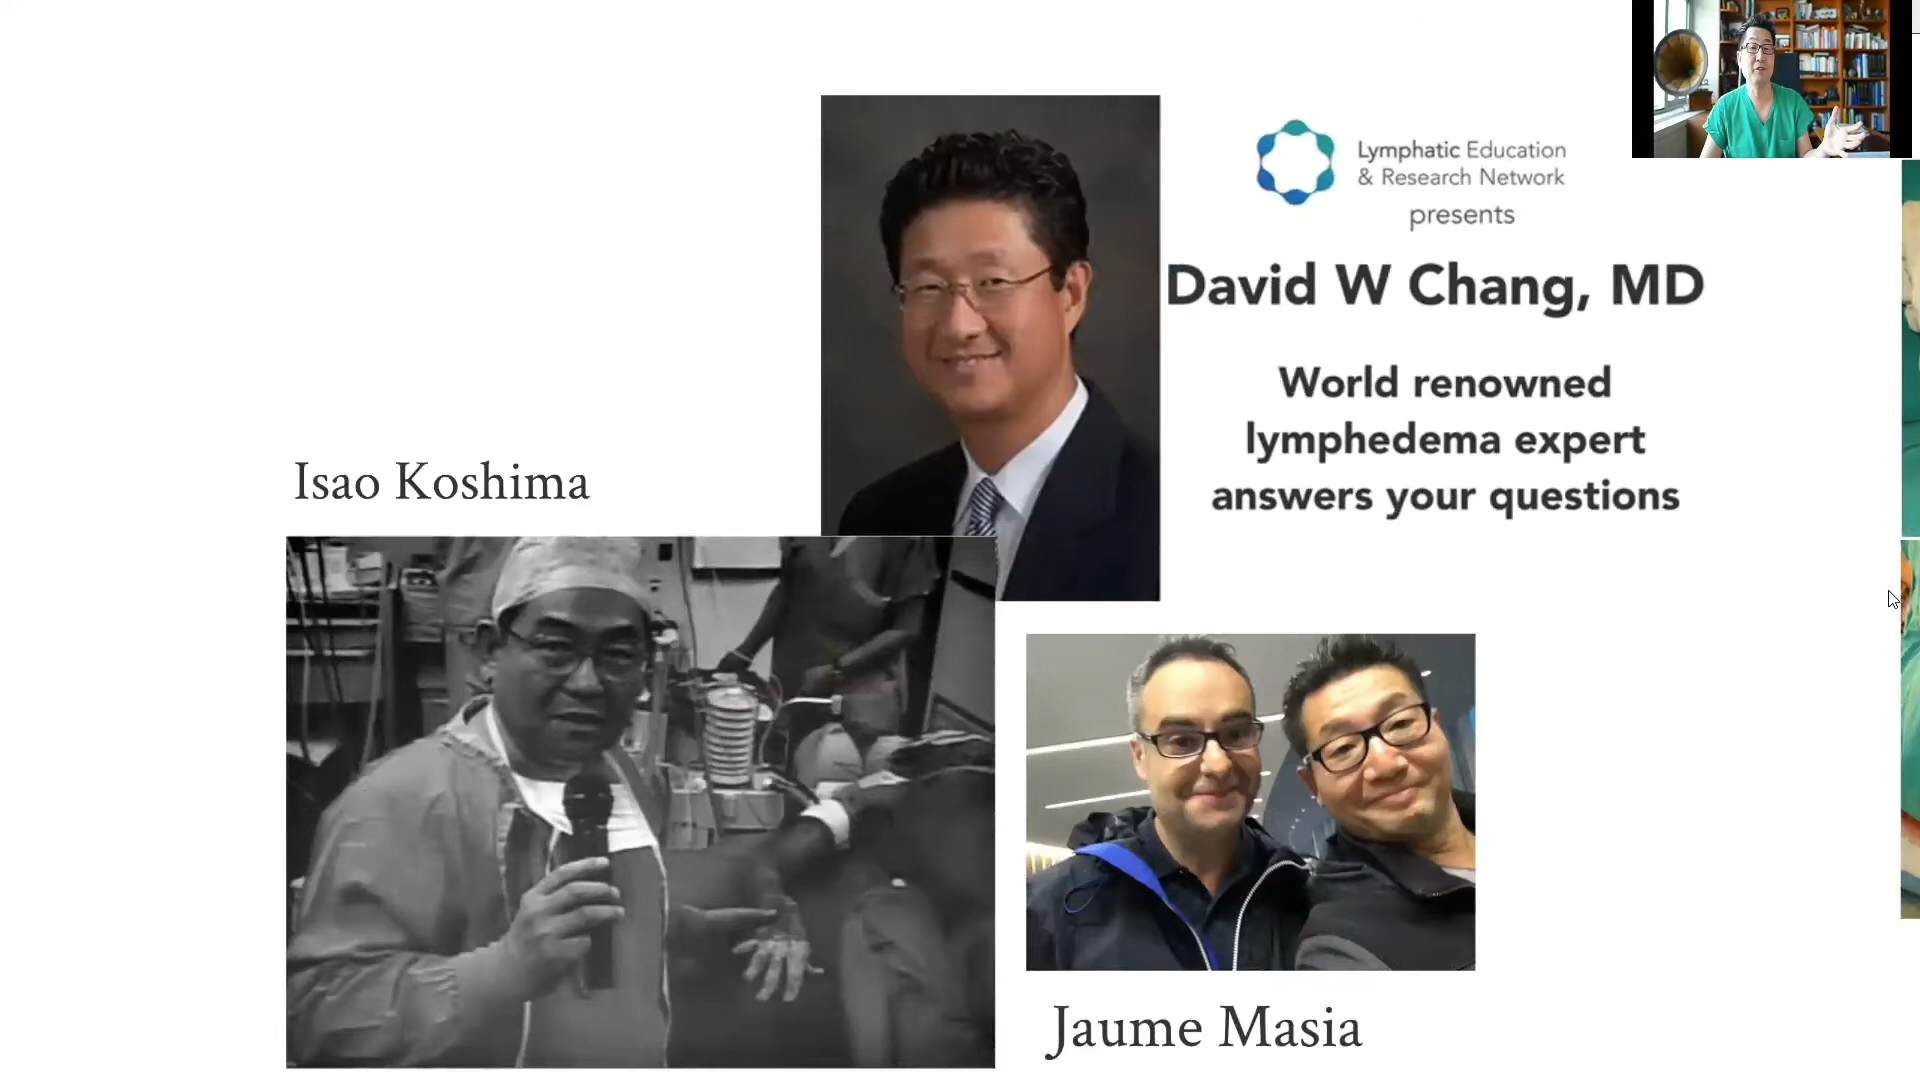 Lymphatic Education
& Research Network
presents
David W Chang, MD
World renowned
lymphedema expert
answers your questions
Isao Koshima
Jaume Masia